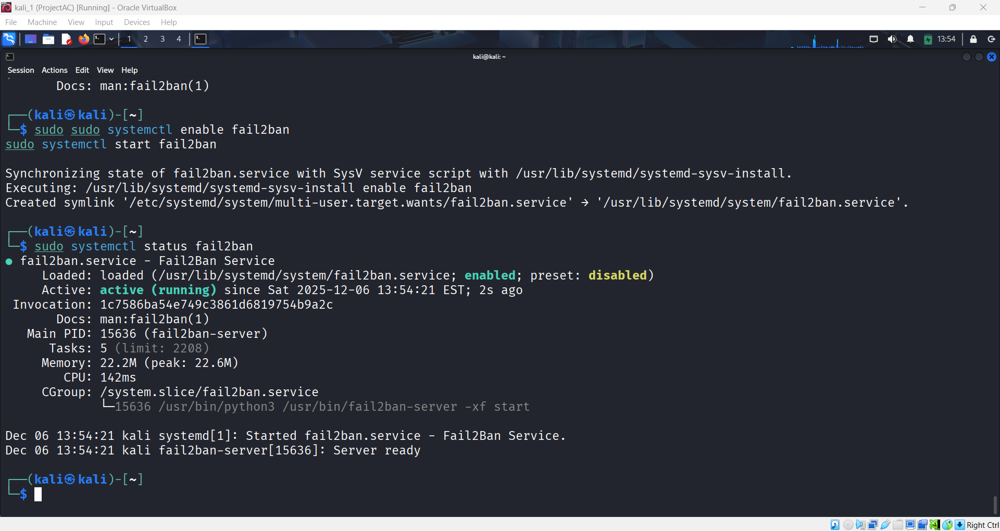 kali_1 (ProjectAC) [Running] - Oracle VirtualBox
File Machine View Input Devices Help
1 2 3 4 13:54
kali@kali: ~
Session Actions Edit View Help
Docs: man:fail2ban(1)
┌──(kali㉿kali)-[~]
└─$ sudo sudo systemctl enable fail2ban
sudo systemctl start fail2ban
Synchronizing state of fail2ban.service with SysV service script with /usr/lib/systemd/systemd-sysv-install.
Executing: /usr/lib/systemd/systemd-sysv-install enable fail2ban
Created symlink '/etc/systemd/system/multi-user.target.wants/fail2ban.service' → '/usr/lib/systemd/system/fail2ban.service'.
┌──(kali㉿kali)-[~]
└─$ sudo systemctl status fail2ban
● fail2ban.service - Fail2Ban Service
Loaded: loaded (/usr/lib/systemd/system/fail2ban.service; enabled; preset: disabled)
Active: active (running) since Sat 2025-12-06 13:54:21 EST; 2s ago
Invocation: 1c7586ba54e749c3861d6819754b9a2c
Docs: man:fail2ban(1)
Main PID: 15636 (fail2ban-server)
Tasks: 5 (limit: 2208)
Memory: 22.2M (peak: 22.6M)
CPU: 142ms
CGroup: /system.slice/fail2ban.service
└─15636 /usr/bin/python3 /usr/bin/fail2ban-server -xf start
Dec 06 13:54:21 kali systemd[1]: Started fail2ban.service - Fail2Ban Service.
Dec 06 13:54:21 kali fail2ban-server[15636]: Server ready
┌──(kali㉿kali)-[~]
└─$
Right Ctrl